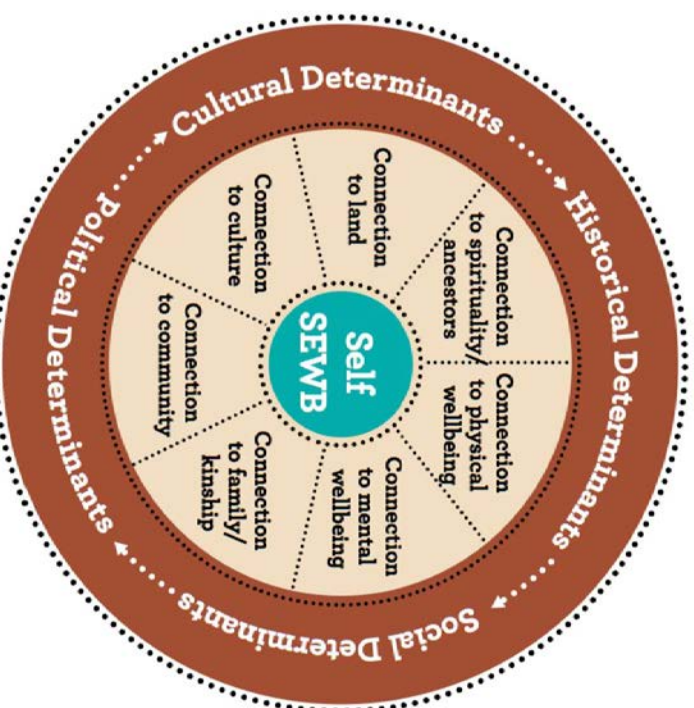 Historical Determinants
Social Determinants
Political Determinants
Cultural Determinants
Connection
to physical
wellbeing
Connection
to mental
wellbeing
Connection
to family/
kinship
Connection
to community
Connection
to culture
Connection
to land
Connection
to spirituality/
ancestors
Self
SEWB